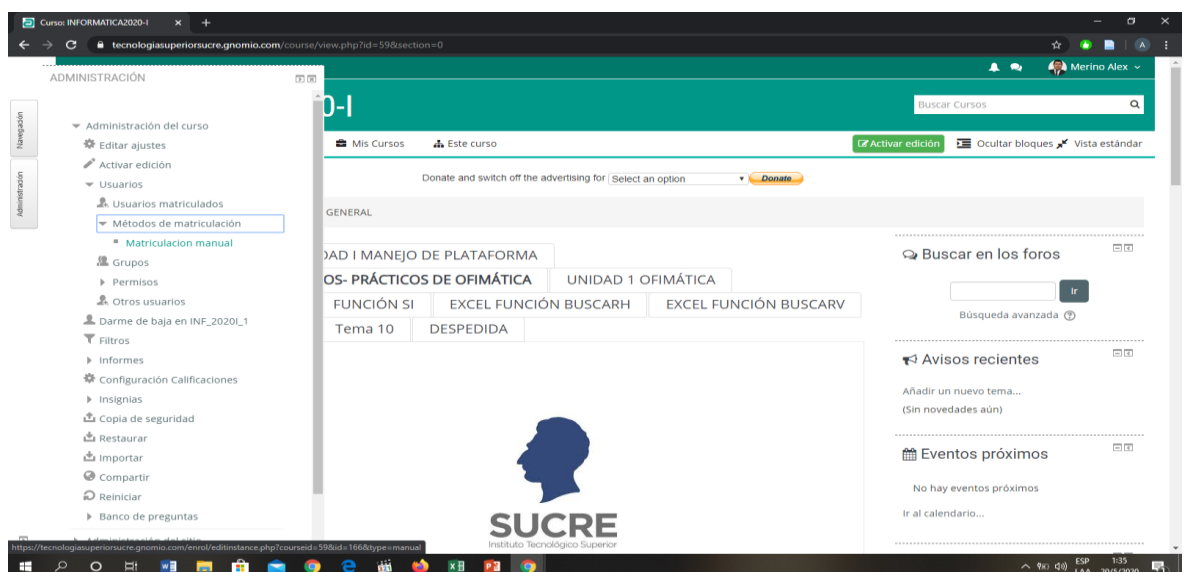 Curso: INFORMATICA2020-I
tecnologiasuperiorsucre.gnomio.com/course/view.php?id=59&section=0
A
Merino Alex
ADMINISTRACIÓN
0-I
Buscar Cursos
Navegación
Administración
Administración del curso
Editar ajustes
Activar edición
Usuarios
Usuarios matriculados
Métodos de matriculación
Matriculacion manual
Grupos
Permisos
Otros usuarios
Darme de baja en INF_2020I_1
Filtros
Informes
Configuración Calificaciones
Insignias
Copia de seguridad
Restaurar
Importar
Compartir
Reiniciar
Banco de preguntas
Mis Cursos
Este curso
Activar edición
Ocultar bloques
Vista estándar
Donate and switch off the advertising for Select an option Donate
GENERAL
DAD I MANEJO DE PLATAFORMA
OS- PRÁCTICOS DE OFIMÁTICA
UNIDAD 1 OFIMÁTICA
FUNCIÓN SI
EXCEL FUNCIÓN BUSCARH
EXCEL FUNCIÓN BUSCARV
Tema 10
DESPEDIDA
SUCRE
Instituto Tecnológico Superior
Buscar en los foros
Ir
Búsqueda avanzada
Avisos recientes
Añadir un nuevo tema...
(Sin novedades aún)
Eventos próximos
No hay eventos próximos
Ir al calendario...
https://tecnologiasuperiorsucre.gnomio.com/enrol/editinstance.php?courseid=59&id=166&type=manual
ESP
LAA
1:35
20/5/2020